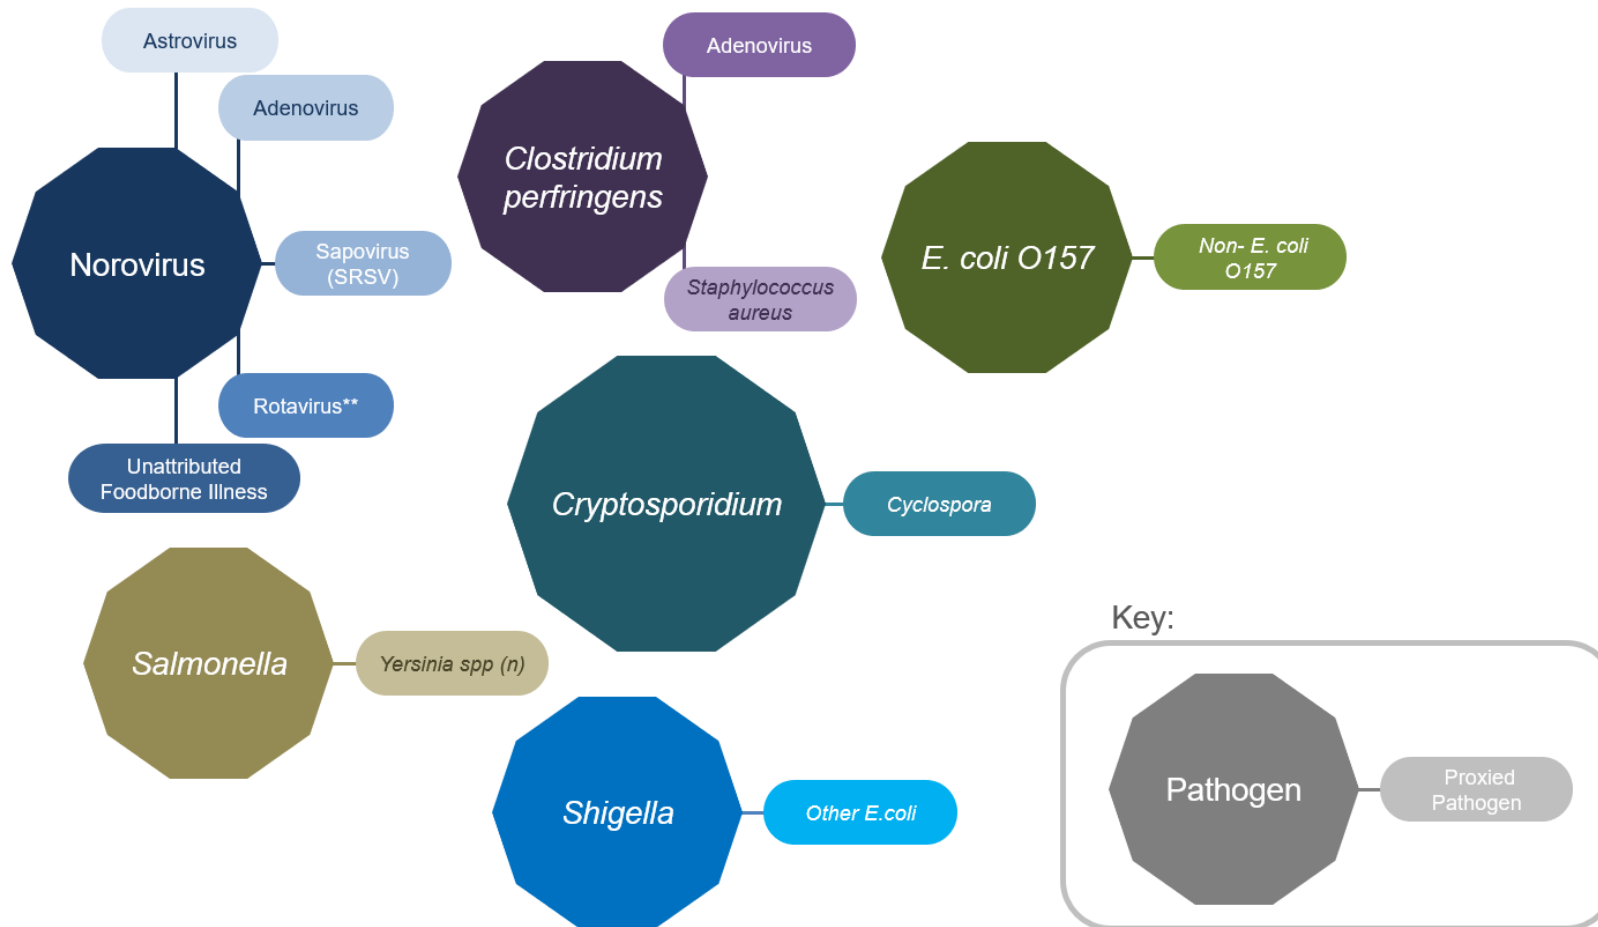 Astrovirus
Adenovirus
Norovirus
Sapovirus
(SRSV)
Rotavirus**
Unattributed
Foodborne Illness
Adenovirus
Clostridium
perfringens
Staphylococcus
aureus
E. coli O157
Non- E. coli
O157
Cryptosporidium
Cyclospora
Salmonella
Yersinia spp (n)
Shigella
Other E.coli
Key:
Pathogen
Proxied
Pathogen